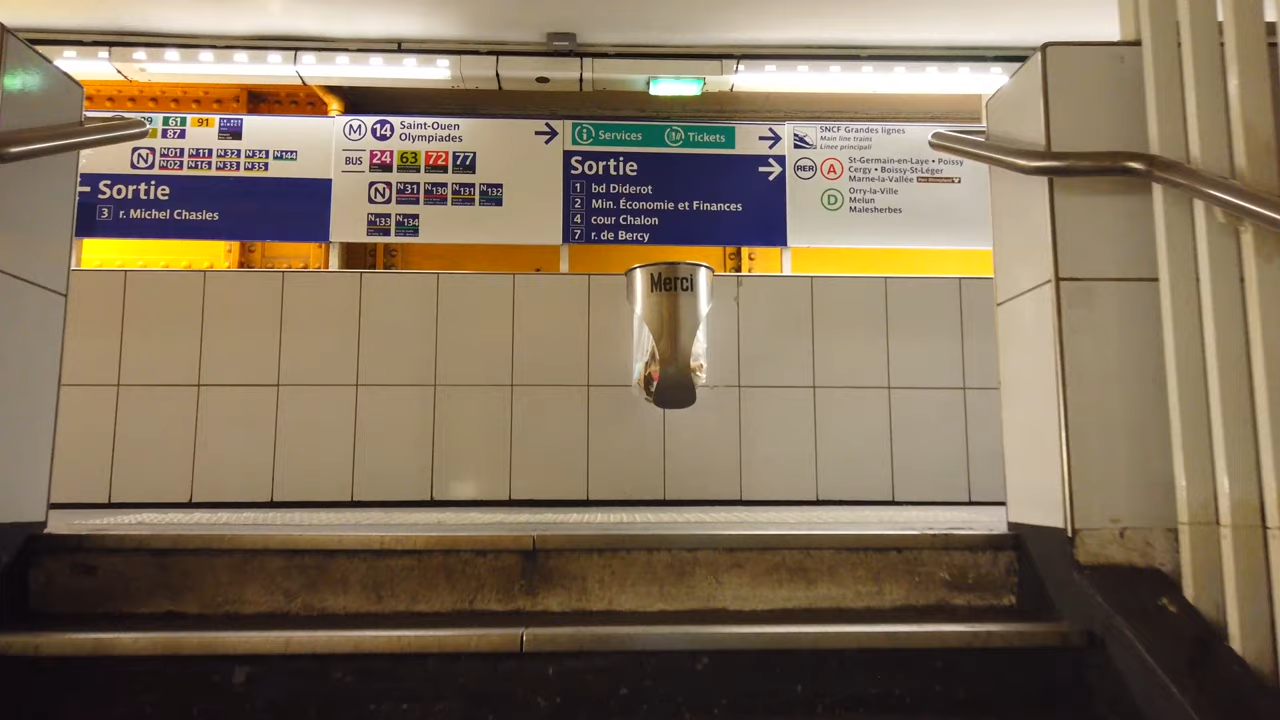 61 91
87
N
N01 N11 N32 N34 N144
N02 N16 N33 N35
Sortie
3 r. Michel Chasles
M 14 Saint-Ouen
Olympiades
BUS 24 63 72 77
N N31 N130 N131 N132
N133 N134
i Services Tickets
Sortie
1 bd Diderot
2 Min. Économie et Finances
4 cour Chalon
7 r. de Bercy
SNCF Grandes lignes
Main line trains
Linee principali
RER A St-Germain-en-Laye • Poissy
Cergy • Boissy-St-Léger
Marne-la-Vallée
D Orry-la-Ville
Melun
Malesherbes
Merci